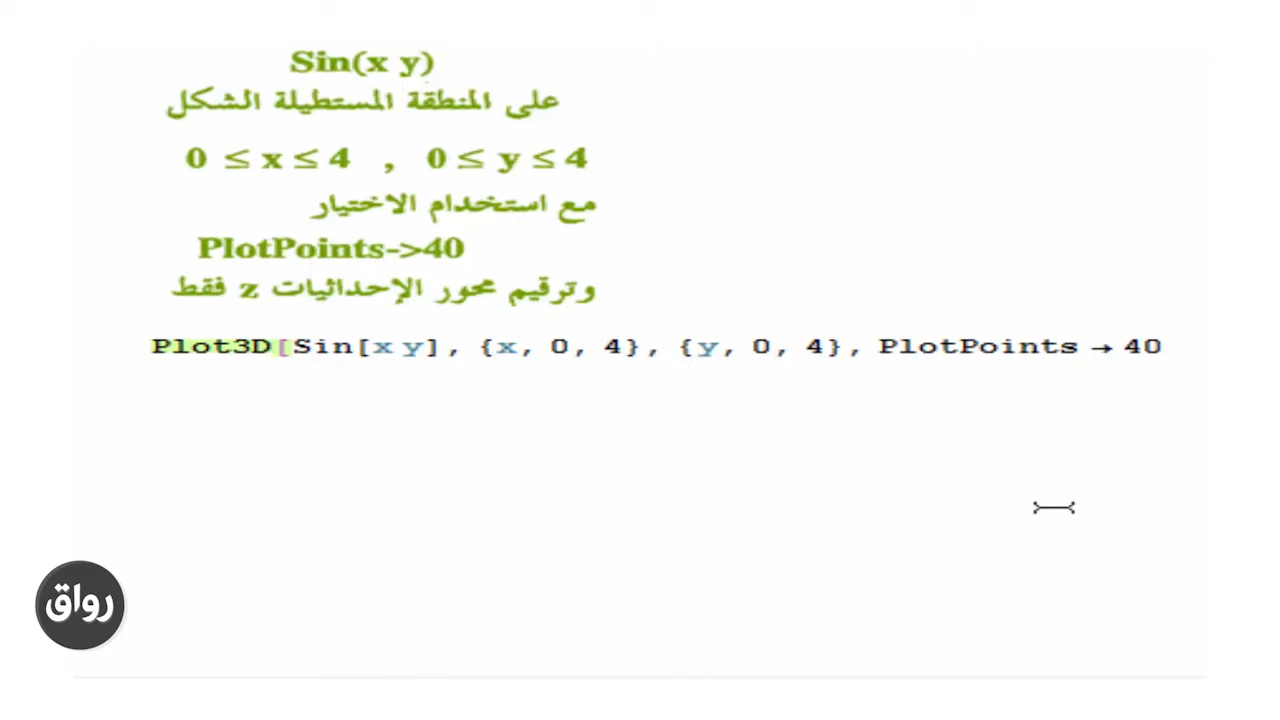 Sin(x y)
على المنطقة المستطيلة الشكل
0 ≤ x ≤ 4 , 0 ≤ y ≤ 4
مع استخدام الاختيار
PlotPoints->40
وترقيم محور الإحداثيات z فقط
Plot3D[Sin[x y], {x, 0, 4}, {y, 0, 4}, PlotPoints → 40
رواق